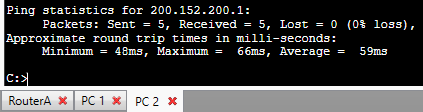 Ping statistics for 200.152.200.1:
    Packets: Sent = 5, Received = 5, Lost = 0 (0% loss),
Approximate round trip times in milli-seconds:
    Minimum = 48ms, Maximum =  66ms, Average =  59ms
C:>
RouterA ✖ PC 1 ✖ PC 2 ✖